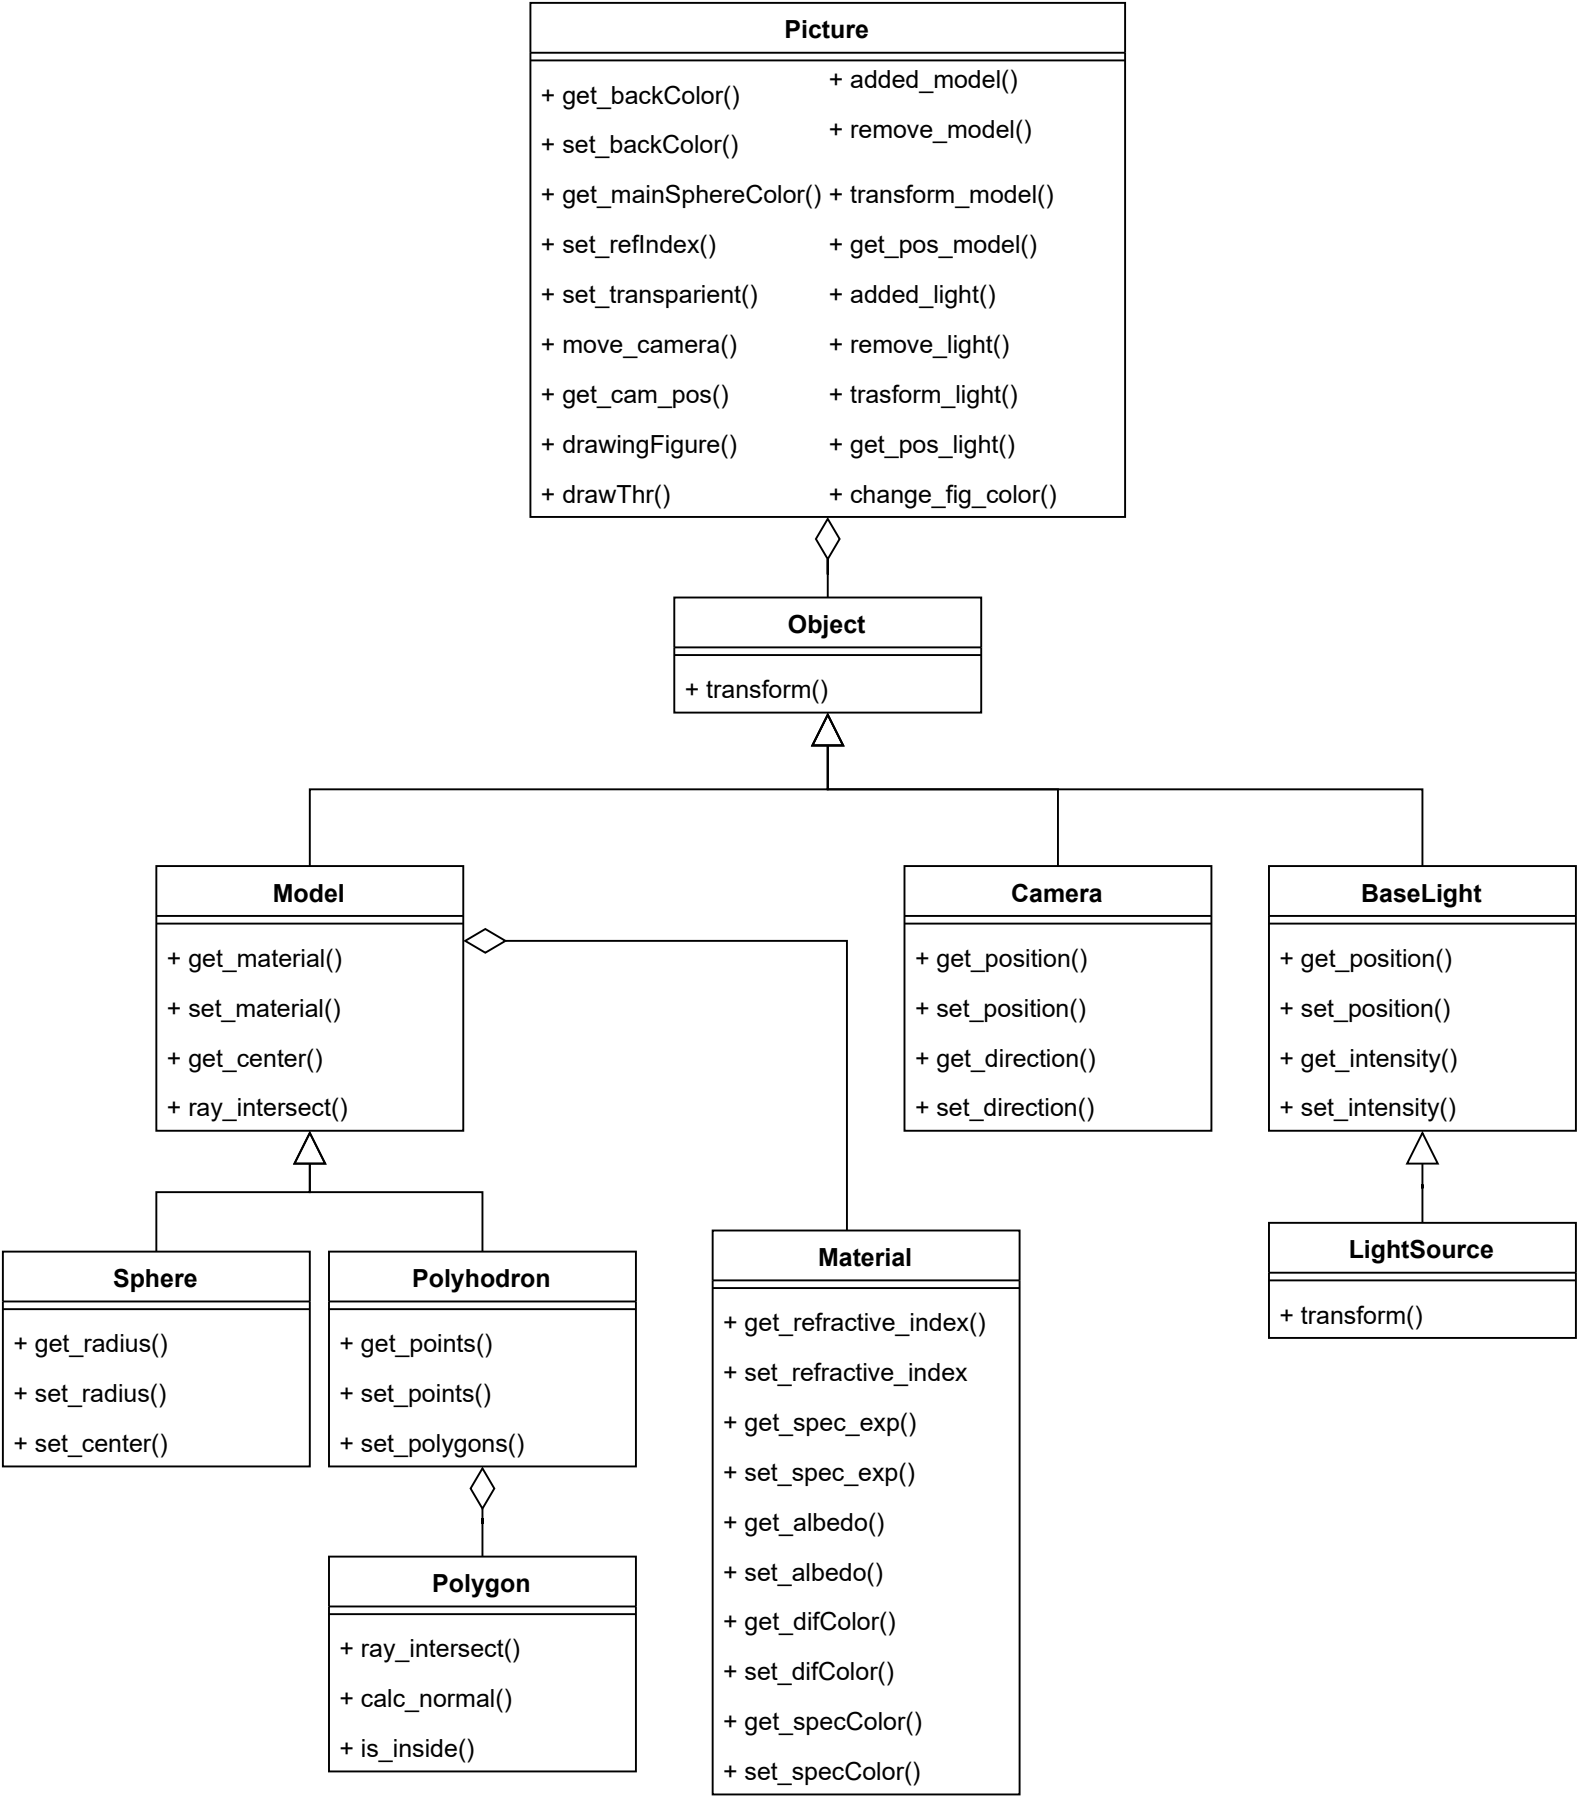 Picture
+ get_backColor()
+ set_backColor()
+ get_mainSphereColor()
+ set_refIndex()
+ set_transparient()
+ move_camera()
+ get_cam_pos()
+ drawingFigure()
+ drawThr()
+ added_model()
+ remove_model()
+ transform_model()
+ get_pos_model()
+ added_light()
+ remove_light()
+ trasform_light()
+ get_pos_light()
+ change_fig_color()
Object
+ transform()
Model
+ get_material()
+ set_material()
+ get_center()
+ ray_intersect()
Camera
+ get_position()
+ set_position()
+ get_direction()
+ set_direction()
BaseLight
+ get_position()
+ set_position()
+ get_intensity()
+ set_intensity()
Sphere
+ get_radius()
+ set_radius()
+ set_center()
Polyhodron
+ get_points()
+ set_points()
+ set_polygons()
Material
+ get_refractive_index()
+ set_refractive_index
+ get_spec_exp()
+ set_spec_exp()
+ get_albedo()
+ set_albedo()
+ get_difColor()
+ set_difColor()
+ get_specColor()
+ set_specColor()
LightSource
+ transform()
Polygon
+ ray_intersect()
+ calc_normal()
+ is_inside()